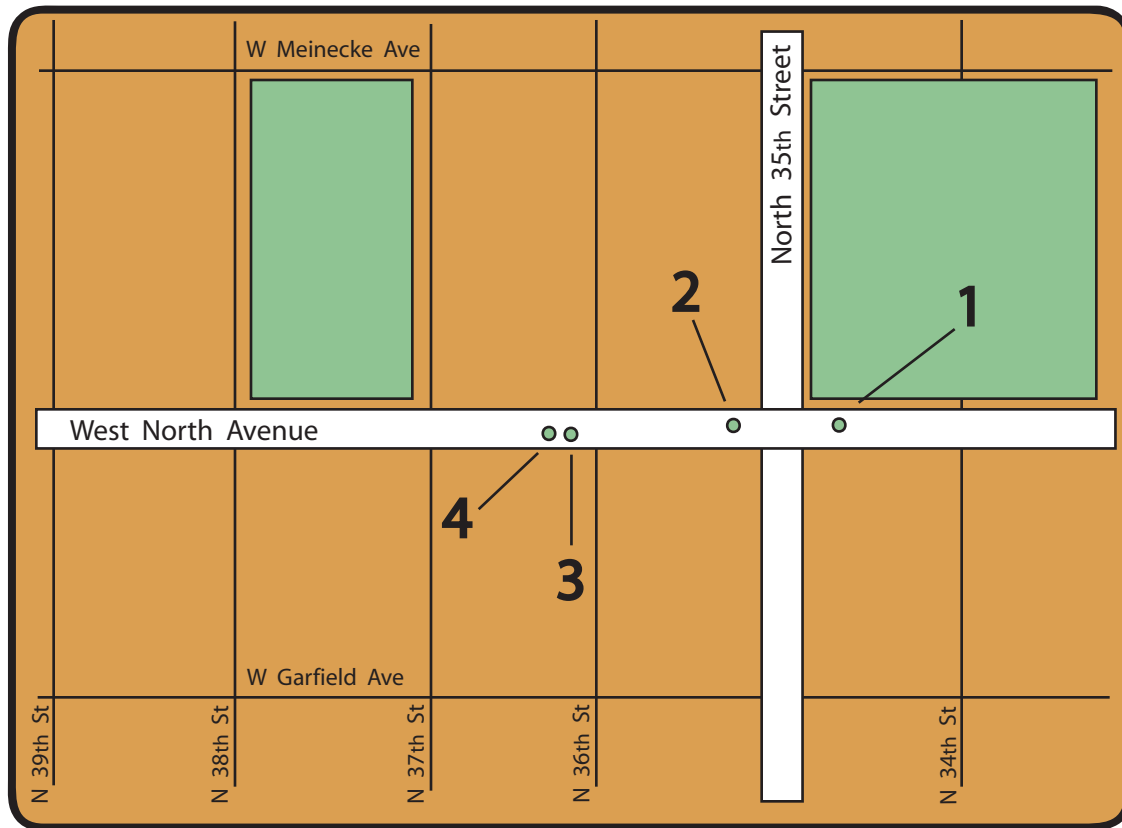 W Meinecke Ave
North 35th Street
2
1
West North Avenue
4
3
W Garfield Ave
N 39th St
N 38th St
N 37th St
N 36th St
N 34th St